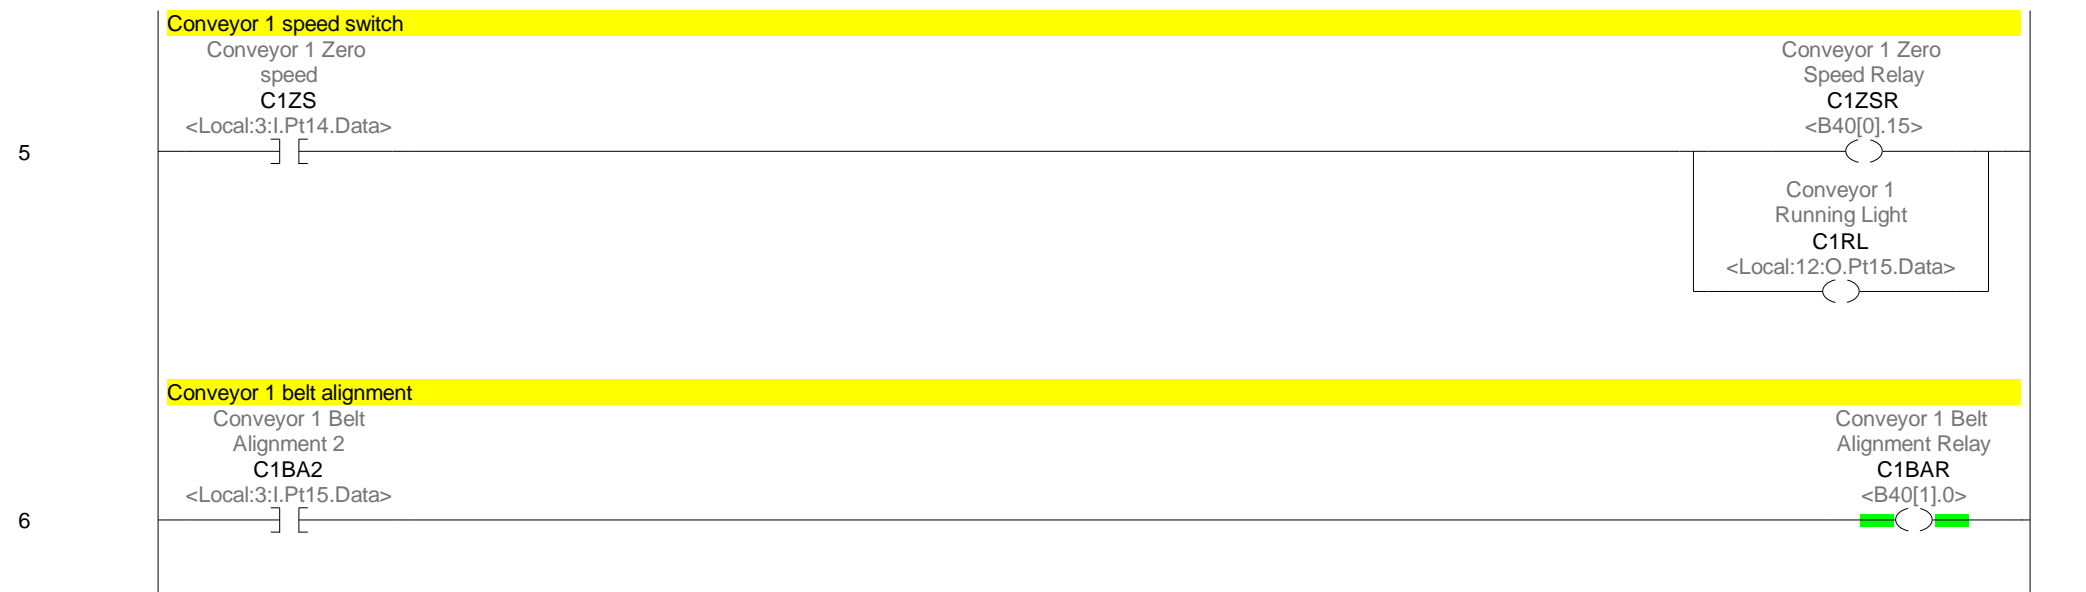 Conveyor 1 speed switch
Conveyor 1 Zero
speed
C1ZS
<Local:3:I.Pt14.Data>
Conveyor 1 Zero
Speed Relay
C1ZSR
<B40[0].15>
5
Conveyor 1
Running Light
C1RL
<Local:12:O.Pt15.Data>
Conveyor 1 belt alignment
Conveyor 1 Belt
Alignment 2
C1BA2
<Local:3:I.Pt15.Data>
Conveyor 1 Belt
Alignment Relay
C1BAR
<B40[1].0>
6